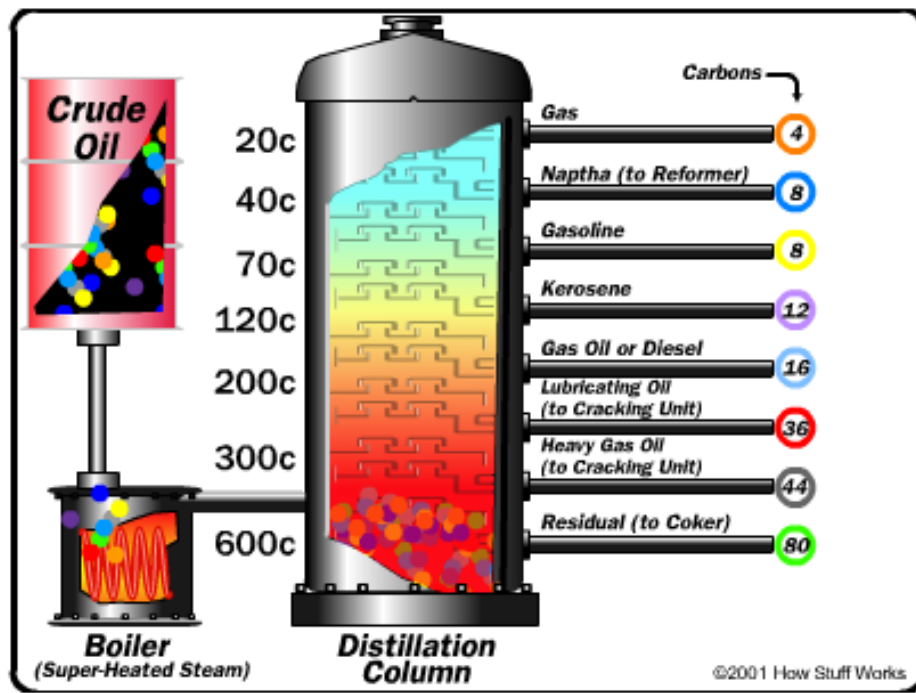 Crude
Oil
Carbons
20c
40c
70c
120c
200c
300c
600c
Gas
4
Naptha (to Reformer)
8
Gasoline
8
Kerosene
12
Gas Oil or Diesel
16
Lubricating Oil
(to Cracking Unit)
36
Heavy Gas Oil
(to Cracking Unit)
44
Residual (to Coker)
80
Boiler
(Super-Heated Steam)
Distillation
Column
©2001 How Stuff Works